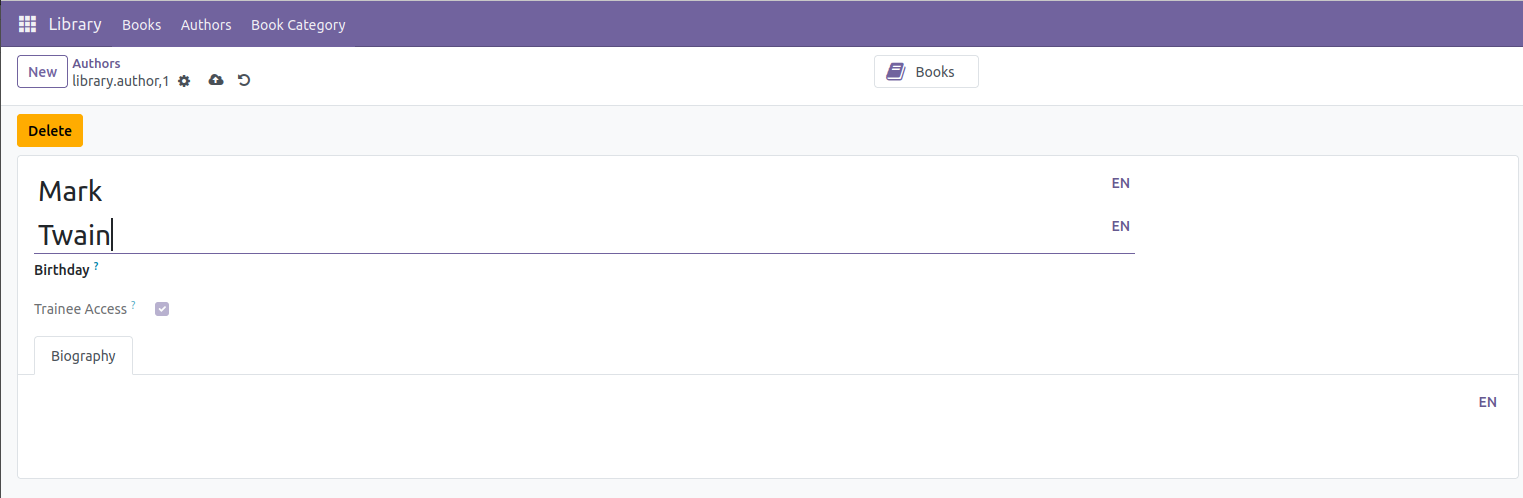 Library Books Authors Book Category
New
Authors
library.author,1
Books
Delete
Mark EN
Twain EN
Birthday ?
Trainee Access ?
Biography
EN